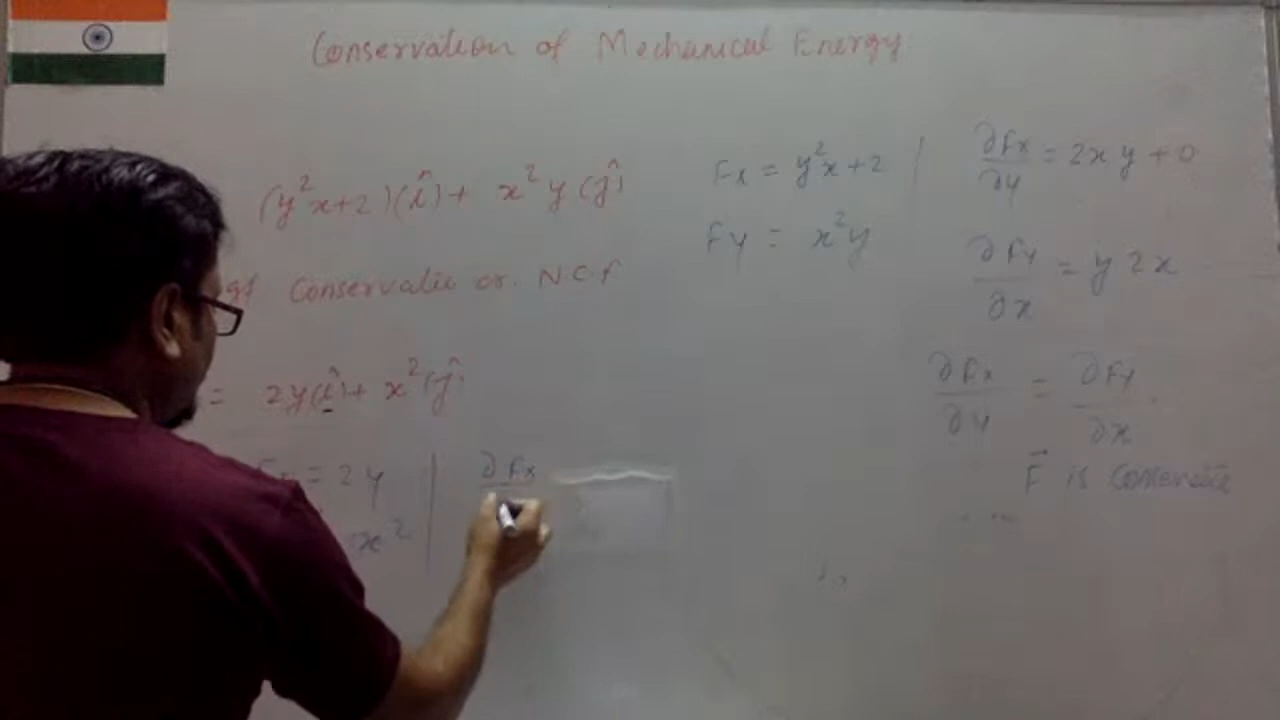 Conservation of Mechanical Energy
(y²x+2)(î)+ x²y(ĵ)
Conservative or. NCF
= 2y(î)+ x²(ĵ)
Fx = 2y
x²
∂Fx
Fx = y²x+2
Fy = x²y
∂Fx/∂y = 2xy+0
∂Fy/∂x = y2x
∂Fx/∂y = ∂Fy/∂x
F⃗ is Conservative